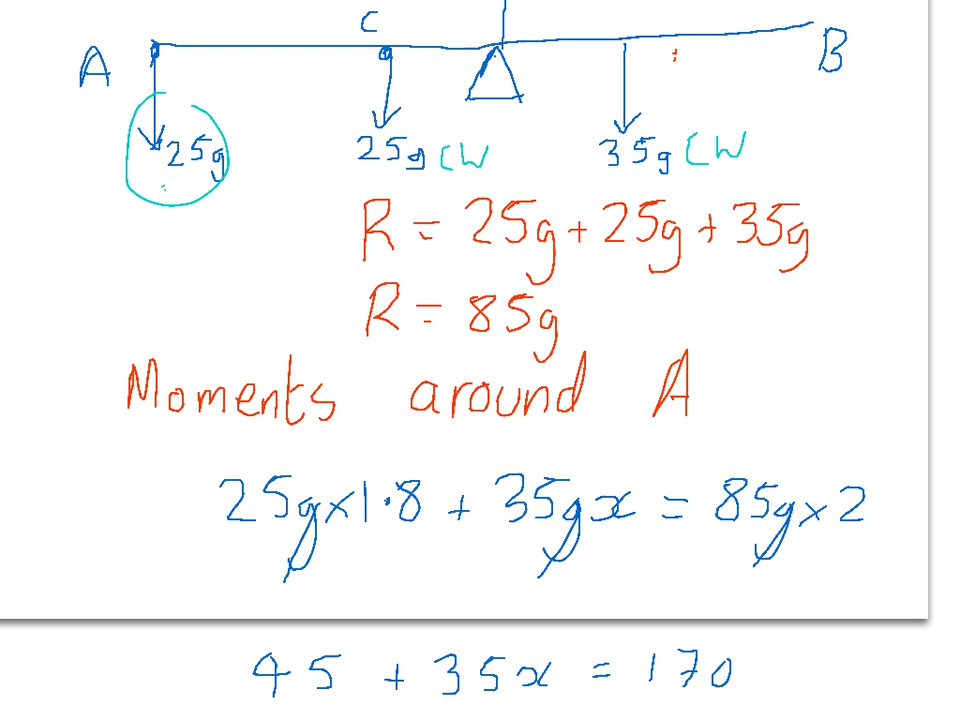 C
A
B
25g
25g CW
35g CW
R = 25g + 25g + 35g
R = 85g
Moments around A
25g×1·8 + 35gx = 85g×2
45 + 35x = 170